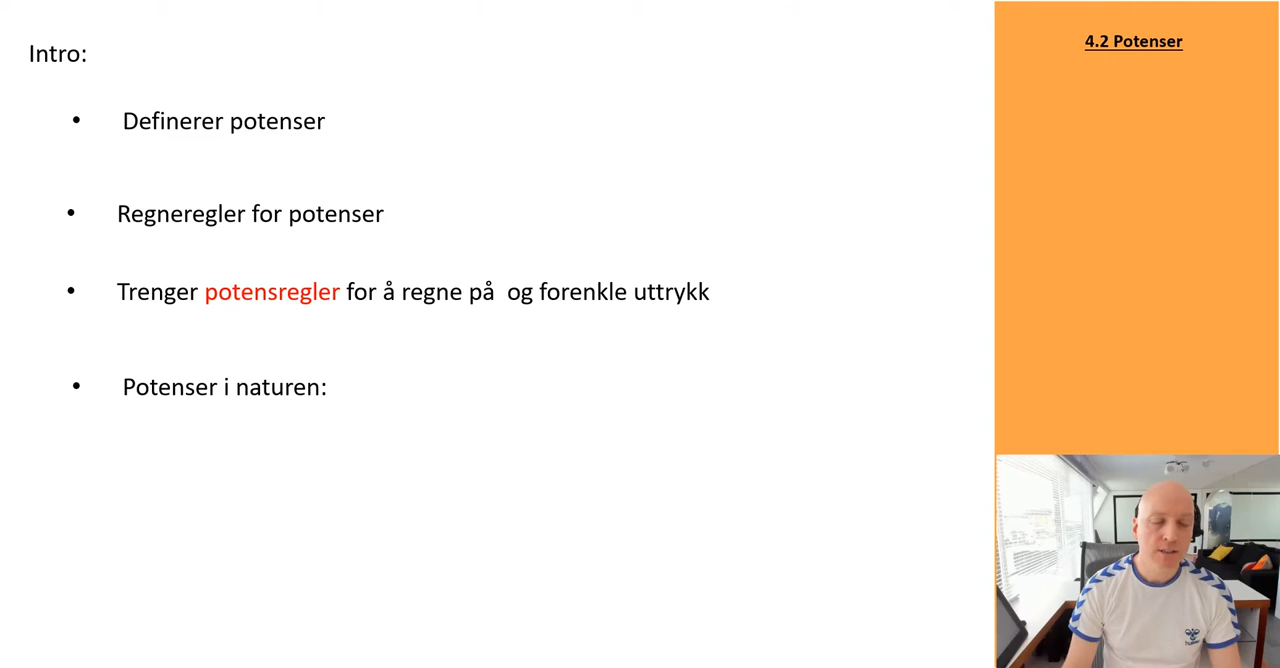 Intro:
• Definerer potenser
• Regneregler for potenser
• Trenger potensregler for å regne på og forenkle uttrykk
• Potenser i naturen:
4.2 Potenser
hummel